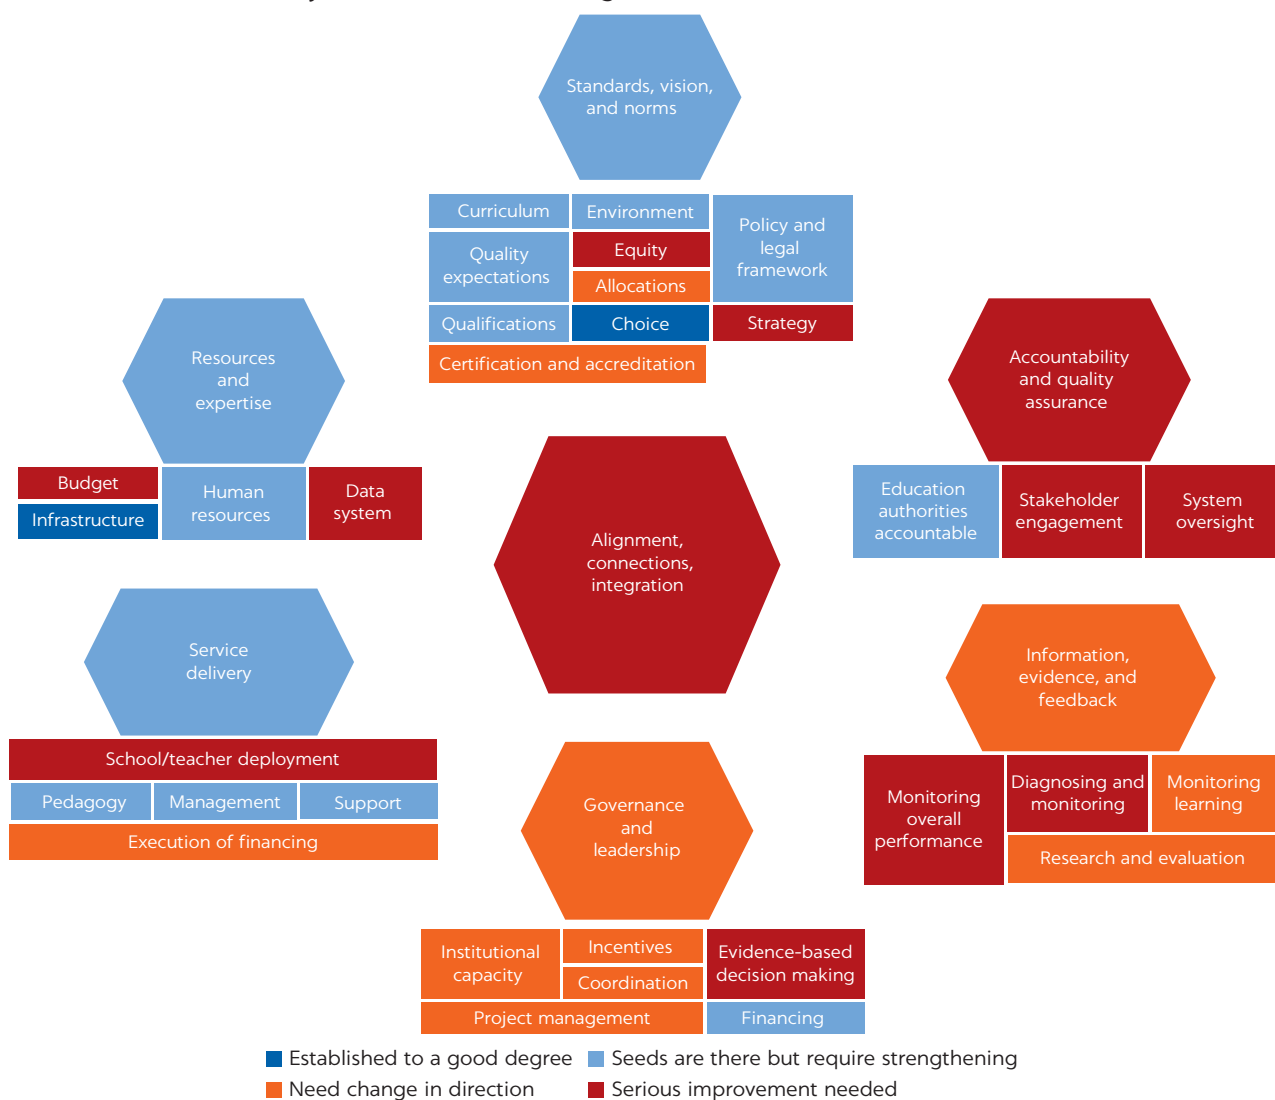 Standards, vision,
and norms
Curriculum
Environment
Policy and
legal
framework
Quality
expectations
Equity
Allocations
Qualifications
Choice
Strategy
Certification and accreditation
Resources
and
expertise
Budget
Infrastructure
Human
resources
Data
system
Accountability
and quality
assurance
Education
authorities
accountable
Stakeholder
engagement
System
oversight
Alignment,
connections,
integration
Service
delivery
School/teacher deployment
Pedagogy
Management
Support
Execution of financing
Information,
evidence, and
feedback
Monitoring
overall
performance
Diagnosing and
monitoring
Monitoring
learning
Research and evaluation
Governance
and
leadership
Institutional
capacity
Incentives
Coordination
Evidence-based
decision making
Project management
Financing
Established to a good degree
Seeds are there but require strengthening
Need change in direction
Serious improvement needed